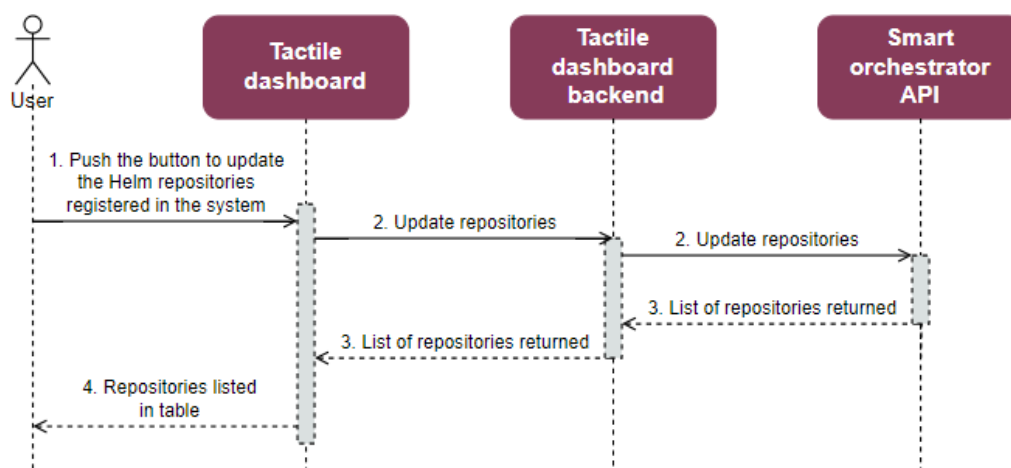 Tactile
dashboard
Tactile
dashboard
backend
Smart
orchestrator
API
User
1. Push the button to update
the Helm repositories
registered in the system
2. Update repositories
2. Update repositories
3. List of repositories returned
3. List of repositories returned
4. Repositories listed
in table